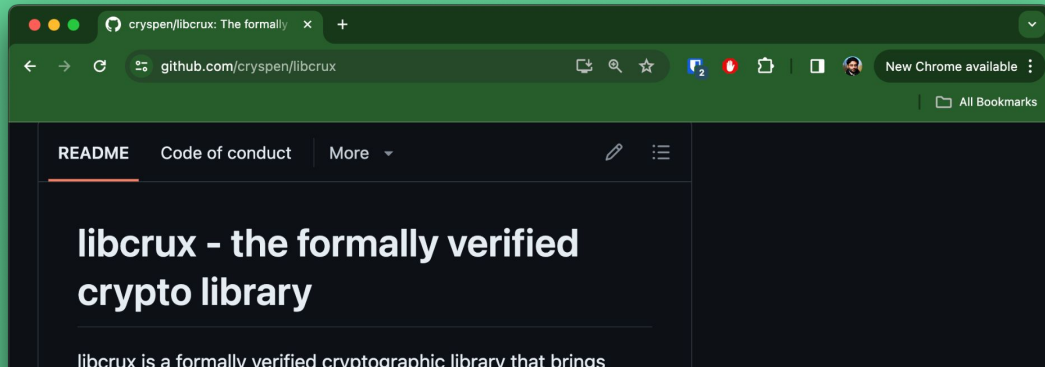 cryspen/libcrux: The formally
github.com/cryspen/libcrux
2
New Chrome available
All Bookmarks
README Code of conduct More
libcrux - the formally verified
crypto library
libcrux is a formally verified cryptographic library that brings